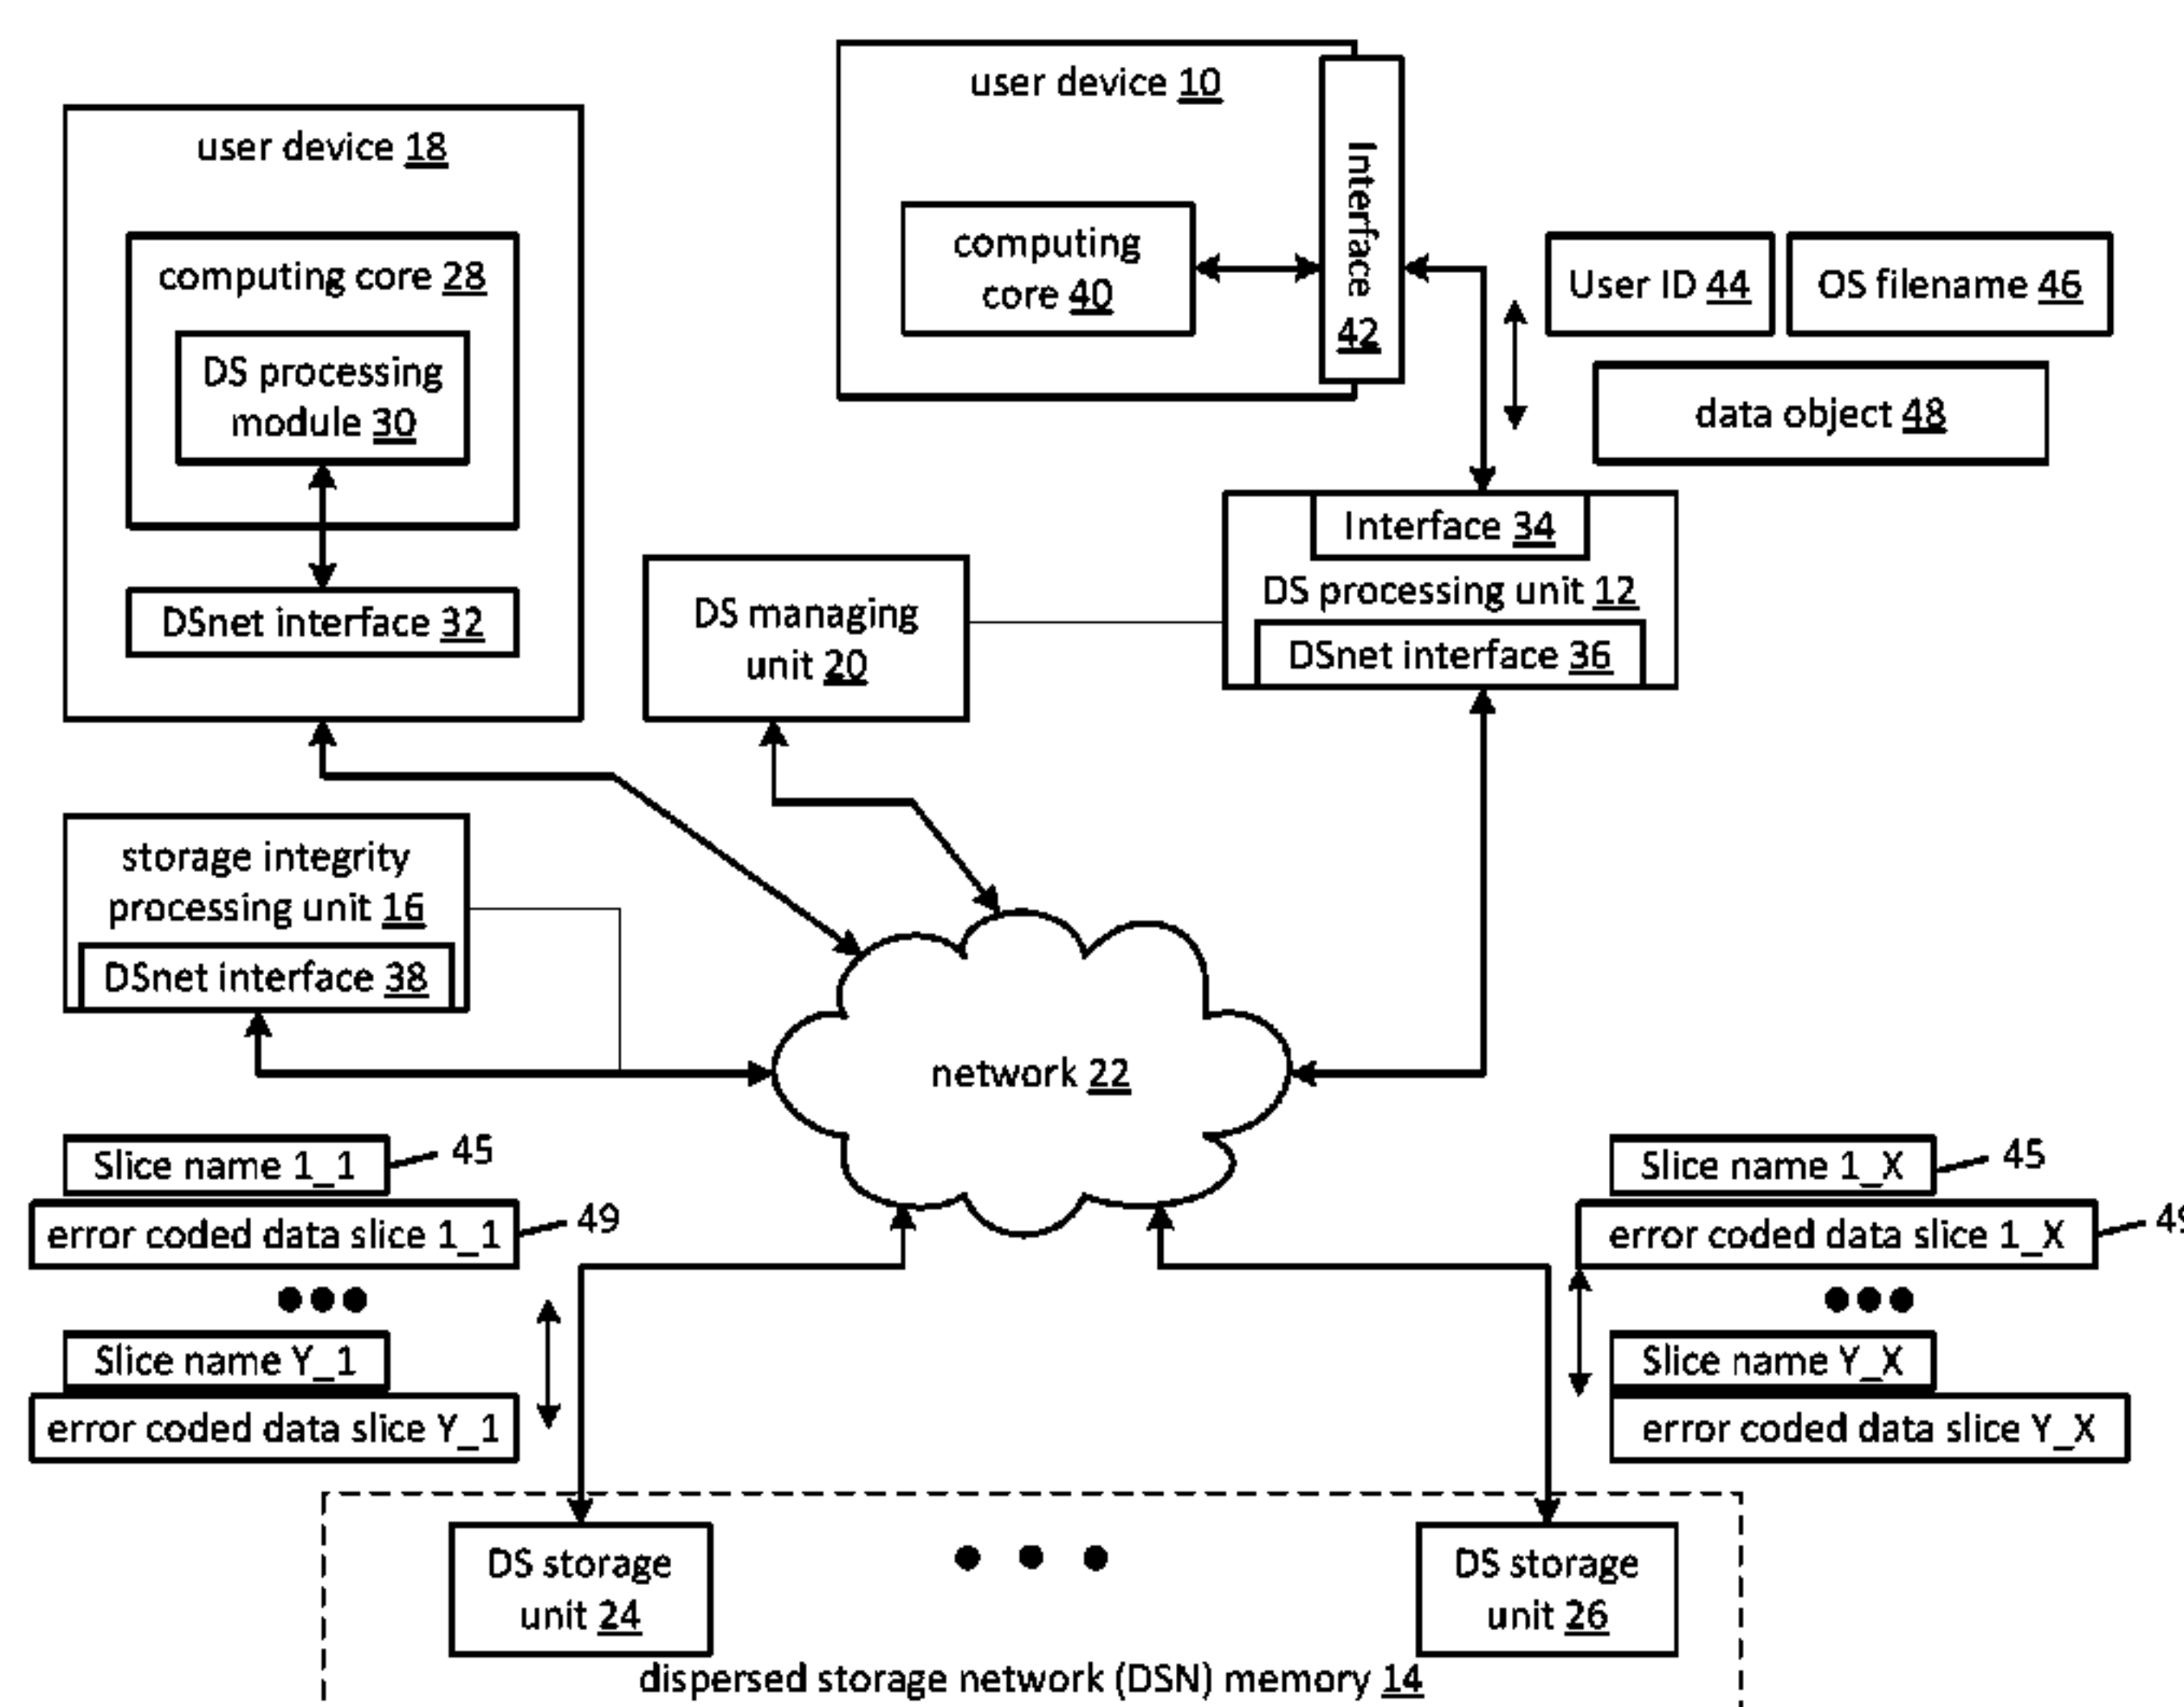 user device 10
Interface 42
computing
core 40
user device 18
computing core 28
DS processing
module 30
DSnet interface 32
User ID 44
OS filename 46
data object 48
Interface 34
DS processing unit 12
DSnet interface 36
DS managing
unit 20
storage integrity
processing unit 16
DSnet interface 38
network 22
Slice name 1_1
45
error coded data slice 1_1
49
Slice name Y_1
error coded data slice Y_1
Slice name 1_X
45
error coded data slice 1_X
Slice name Y_X
error coded data slice Y_X
DS storage
unit 24
DS storage
unit 26
dispersed storage network (DSN) memory 14